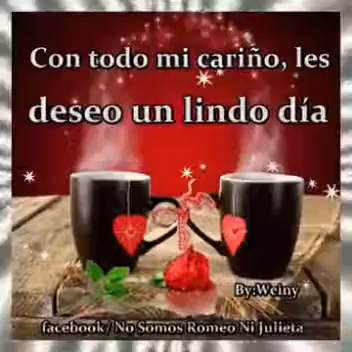 Con todo mi cariño, les
deseo un lindo día
By:Weiny
facebook/ No Somos Romeo Ni Julieta